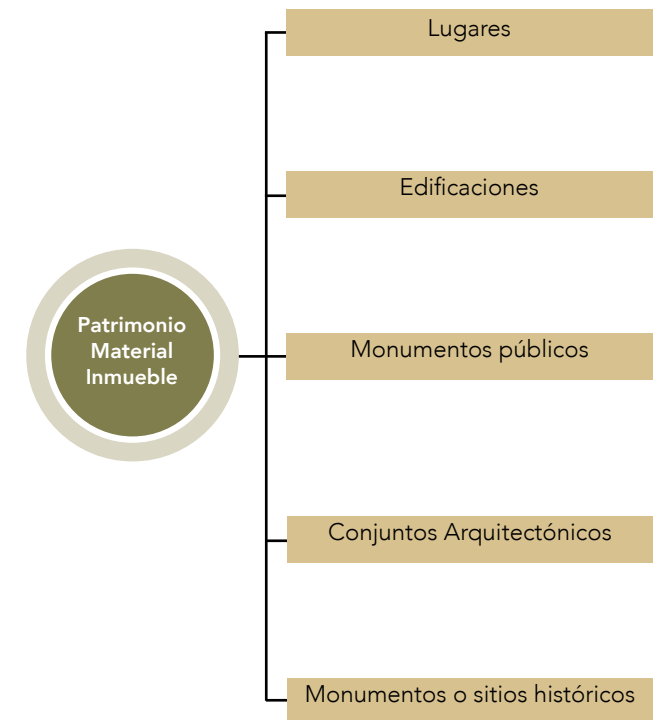 Lugares
Edificaciones
Patrimonio
Material
Inmueble
Monumentos públicos
Conjuntos Arquitectónicos
Monumentos o sitios históricos